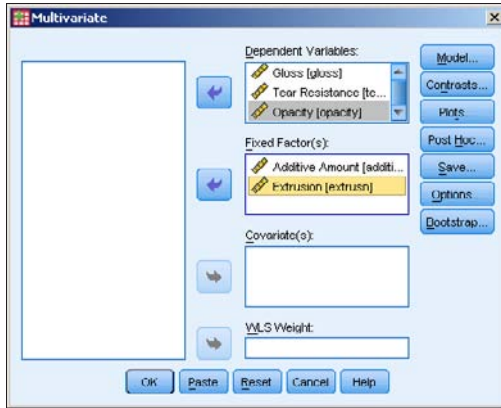 Multivariate
Dependent Variables:
Gloss [gloss]
Tear Resistance [te...
Opacity [opacity]
Fixed Factor(s):
Additive Amount [additi...
Extrusion [extrusn]
Covariate(s):
WLS Weight:
Model...
Contrasts...
Plots...
Post Hoc...
Save...
Options...
Bootstrap...
OK
Paste
Reset
Cancel
Help